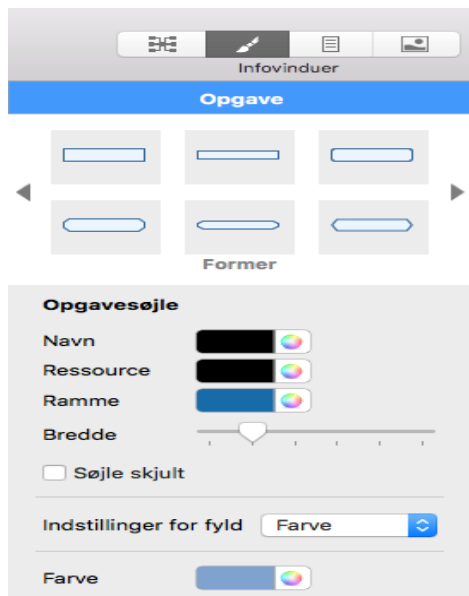 Infovinduer
Opgave
Former
Opgavesøjle
Navn
Ressource
Ramme
Bredde
Søjle skjult
Indstillinger for fyld Farve
Farve